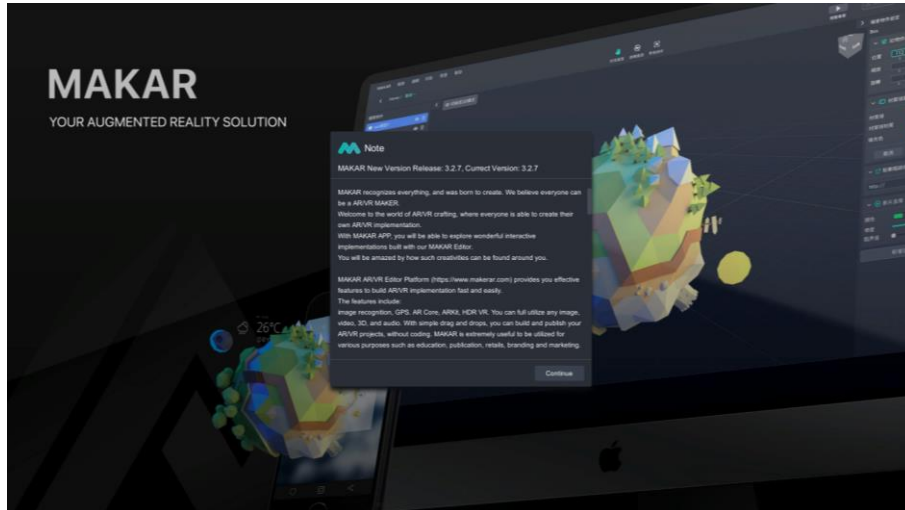 MAKAR
YOUR AUGMENTED REALITY SOLUTION
Note
MAKAR New Version Release: 3.2.7, Currect Version: 3.2.7
MAKAR recognizes everything, and was born to create. We believe everyone can
be a AR/VR MAKER.
Welcome to the world of AR/VR crafting, where everyone is able to create their
own AR/VR implementation.
With MAKAR APP, you will be able to explore wonderful interactive
implementations built with our MAKAR Editor.
You will be amazed by how such creativities can be found around you.
MAKAR AR/VR Editor Platform (https://www.makerar.com) provides you effective
features to build AR/VR implementation fast and easily.
The features include:
image recognition, GPS, AR Core, ARKit, HDR VR. You can full utilize any image,
video, 3D, and audio. With simple drag and drops, you can build and publish your
AR/VR projects, without coding. MAKAR is extremely useful to be utilized for
various purposes such as education, publication, retails, branding and marketing.
Continue
26°C